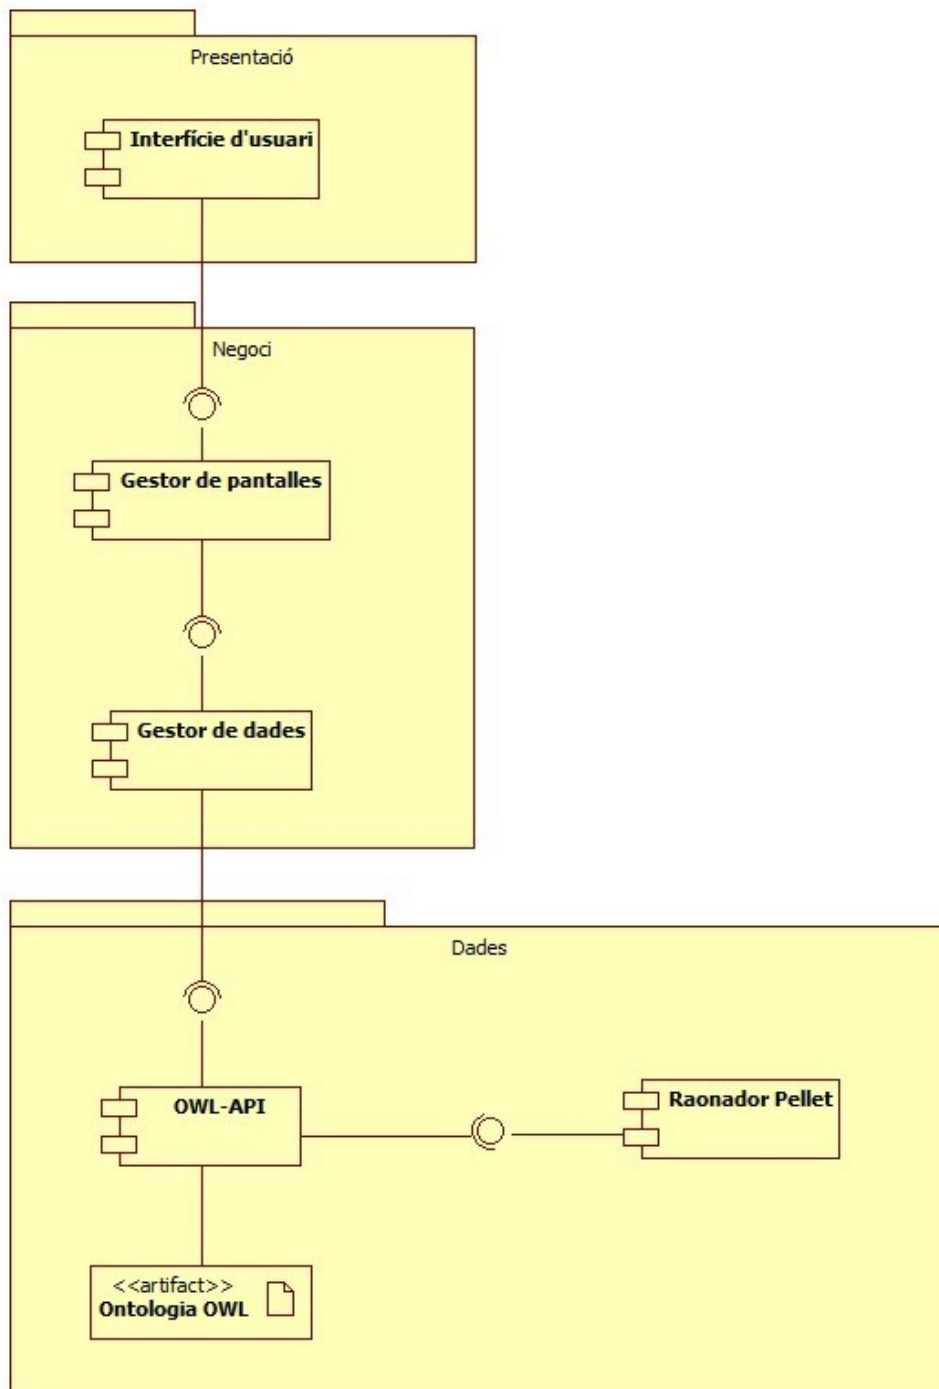 Presentació
Interfície d'usuari
Negoci
Gestor de pantalles
Gestor de dades
Dades
OWL-API
Raonador Pellet
<<artifact>>
Ontologia OWL